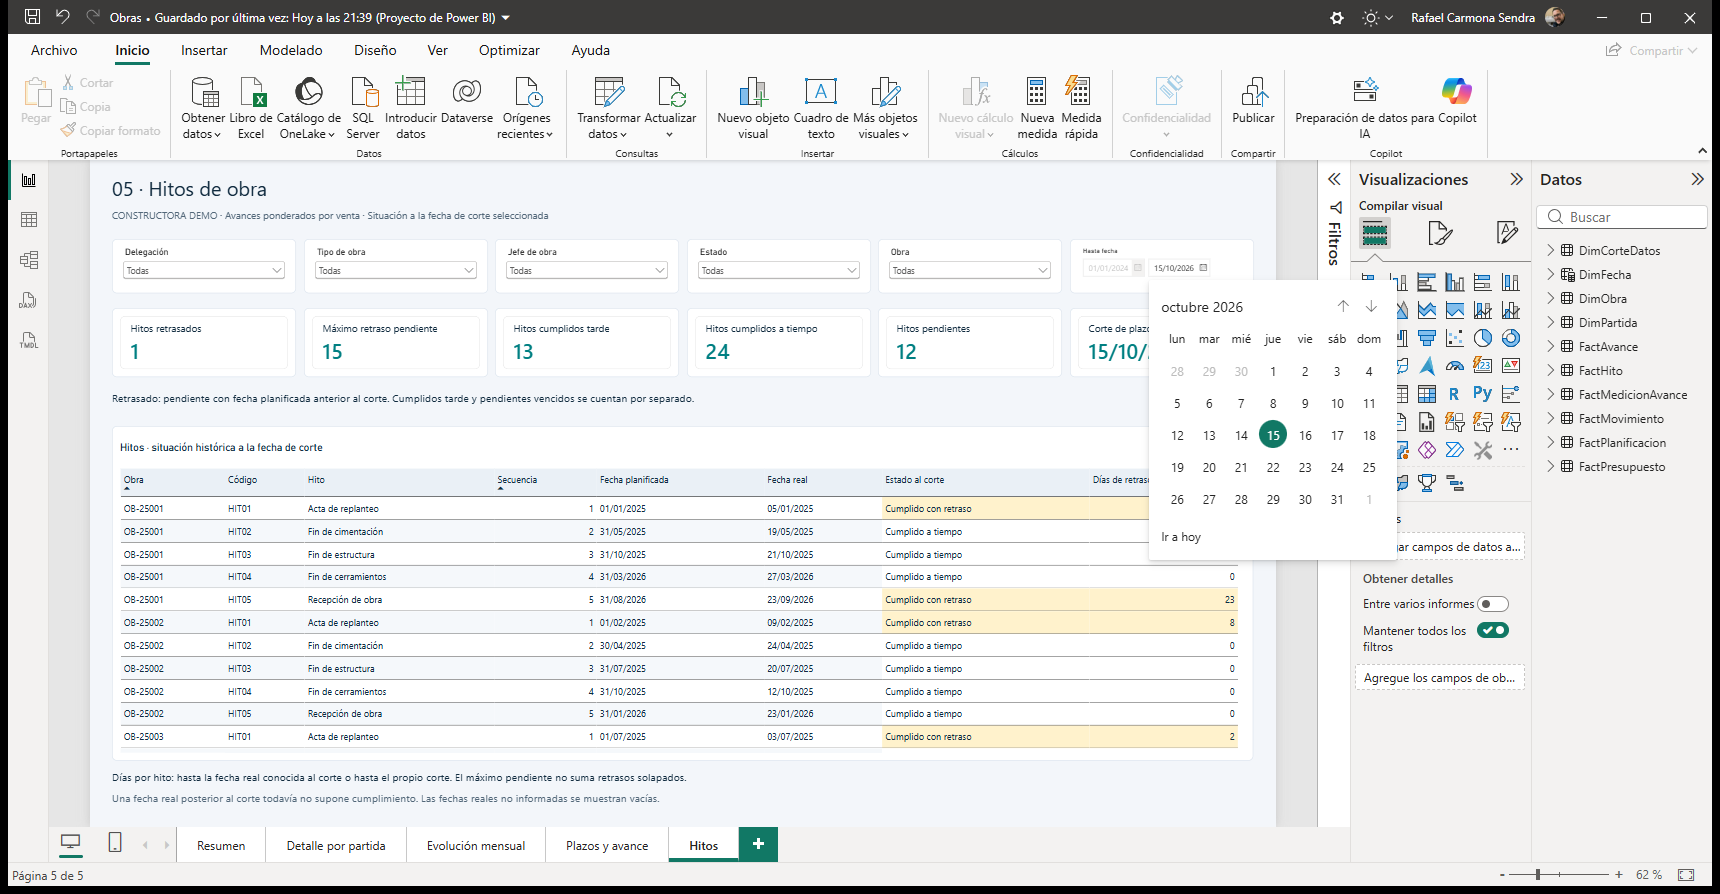 Obras • Guardado por última vez: Hoy a las 21:39 (Proyecto de Power BI)
Rafael Carmona Sendra
Archivo Inicio Insertar Modelado Diseño Ver Optimizar Ayuda
Compartir
Pegar
Cortar
Copia
Copiar formato
Portapapeles
Obtener datos
Libro de Excel
Catálogo de OneLake
SQL Server
Introducir datos
Dataverse
Orígenes recientes
Datos
Transformar datos
Actualizar
Consultas
Nuevo objeto visual
Cuadro de texto
Más objetos visuales
Insertar
Nuevo cálculo visual
Nueva medida
Medida rápida
Cálculos
Confidencialidad
Confidencialidad
Publicar
Compartir
Preparación de datos para IA
Copilot
Copilot
05 · Hitos de obra
CONSTRUCTORA DEMO · Avances ponderados por venta · Situación a la fecha de corte seleccionada
Delegación
Todas
Tipo de obra
Todas
Jefe de obra
Todas
Estado
Todas
Obra
Todas
Hasta fecha
01/01/2024 15/10/2026
Hitos retrasados
1
Máximo retraso pendiente
15
Hitos cumplidos tarde
13
Hitos cumplidos a tiempo
24
Hitos pendientes
12
Corte de plazo
15/10/
Retrasado: pendiente con fecha planificada anterior al corte. Cumplidos tarde y pendientes vencidos se cuentan por separado.
octubre 2026
lun mar mié jue vie sáb dom
28 29 30 1 2 3 4
5 6 7 8 9 10 11
12 13 14 15 16 17 18
19 20 21 22 23 24 25
26 27 28 29 30 31 1
Ir a hoy
Hitos · situación histórica a la fecha de corte
Obra Código Hito Secuencia Fecha planificada Fecha real Estado al corte Días de retraso
OB-25001 HIT01 Acta de replanteo 1 01/01/2025 05/01/2025 Cumplido con retraso
OB-25001 HIT02 Fin de cimentación 2 31/05/2025 19/05/2025 Cumplido a tiempo
OB-25001 HIT03 Fin de estructura 3 31/10/2025 21/10/2025 Cumplido a tiempo
OB-25001 HIT04 Fin de cerramientos 4 31/03/2026 27/03/2026 Cumplido a tiempo 0
OB-25001 HIT05 Recepción de obra 5 31/08/2026 23/09/2026 Cumplido con retraso 23
OB-25002 HIT01 Acta de replanteo 1 01/02/2025 09/02/2025 Cumplido con retraso 8
OB-25002 HIT02 Fin de cimentación 2 30/04/2025 24/04/2025 Cumplido a tiempo 0
OB-25002 HIT03 Fin de estructura 3 31/07/2025 20/07/2025 Cumplido a tiempo 0
OB-25002 HIT04 Fin de cerramientos 4 31/10/2025 12/10/2025 Cumplido a tiempo 0
OB-25002 HIT05 Recepción de obra 5 31/01/2026 23/01/2026 Cumplido a tiempo 0
OB-25003 HIT01 Acta de replanteo 1 01/07/2025 03/07/2025 Cumplido con retraso 2
Días por hito: hasta la fecha real conocida al corte o hasta el propio corte. El máximo pendiente no suma retrasos solapados.
Una fecha real posterior al corte todavía no supone cumplimiento. Las fechas reales no informadas se muestran vacías.
Filtros
Visualizaciones
Compilar visual
R Py
123
s
ar campos de datos a...
Obtener detalles
Entre varios informes
Mantener todos los filtros
Agregue los campos de ob...
Datos
Buscar
DimCorteDatos
DimFecha
DimObra
DimPartida
FactAvance
FactHito
FactMedicionAvance
FactMovimiento
FactPlanificacion
FactPresupuesto
DAX
TMDL
Resumen Detalle por partida Evolución mensual Plazos y avance Hitos +
Página 5 de 5
- + 62 %